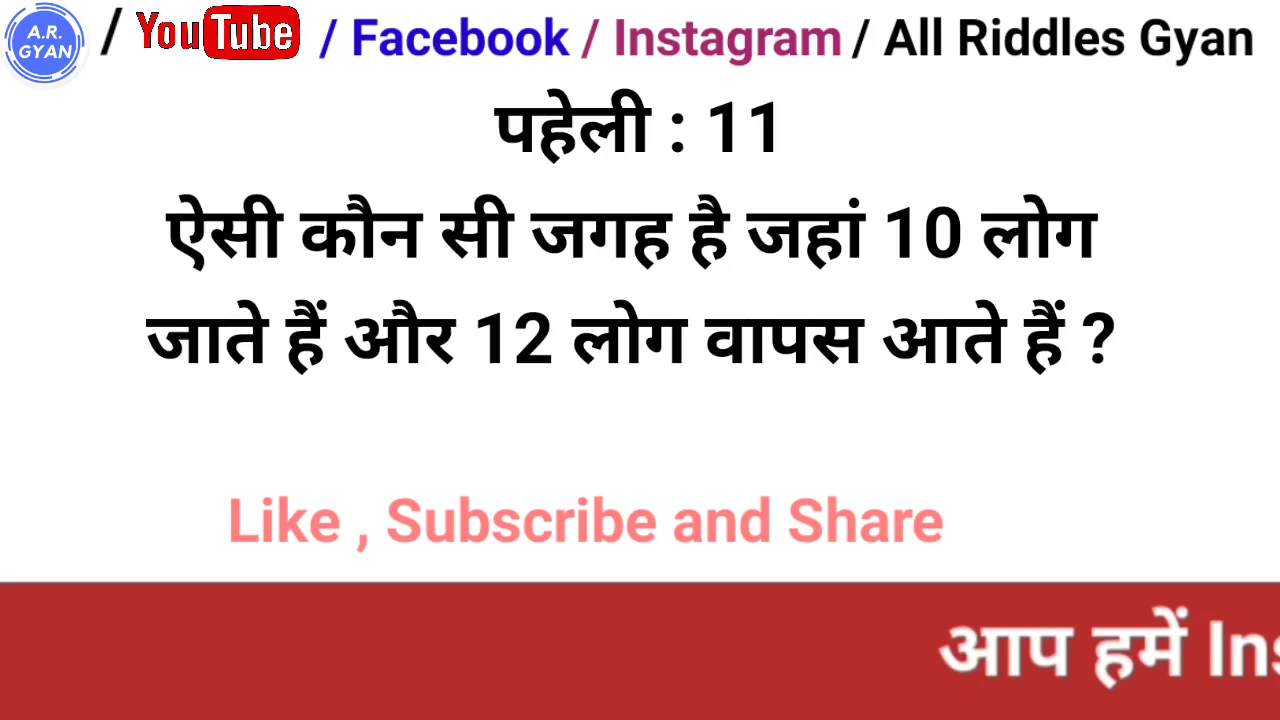 A.R. GYAN / YouTube / Facebook / Instagram / All Riddles Gyan
पहेली : 11
ऐसी कौन सी जगह है जहां 10 लोग
जाते हैं और 12 लोग वापस आते हैं ?
Like , Subscribe and Share
आप हमें